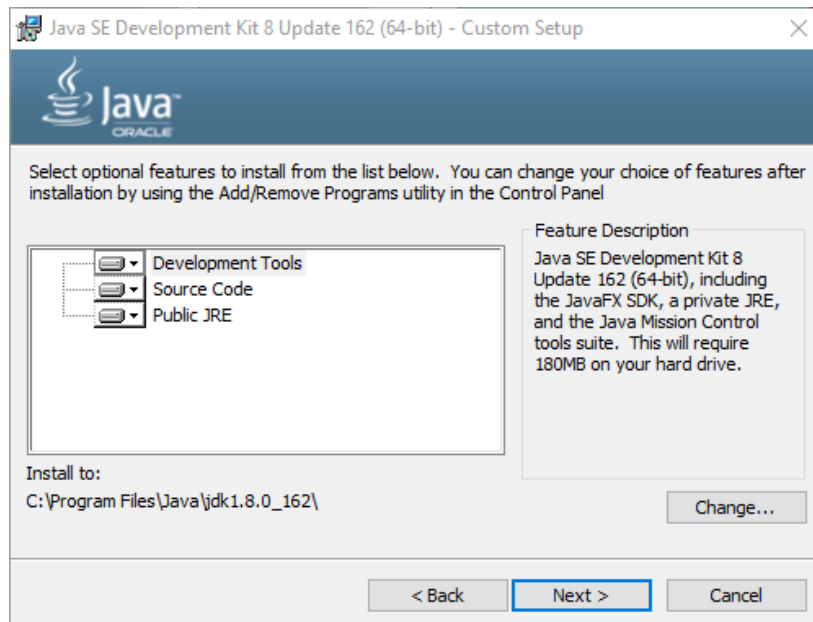 Java SE Development Kit 8 Update 162 (64-bit) - Custom Setup
Java™
ORACLE
Select optional features to install from the list below. You can change your choice of features after
installation by using the Add/Remove Programs utility in the Control Panel
Development Tools
Source Code
Public JRE
Feature Description
Java SE Development Kit 8
Update 162 (64-bit), including
the JavaFX SDK, a private JRE,
and the Java Mission Control
tools suite. This will require
180MB on your hard drive.
Install to:
C:\Program Files\Java\jdk1.8.0_162\
Change...
< Back
Next >
Cancel